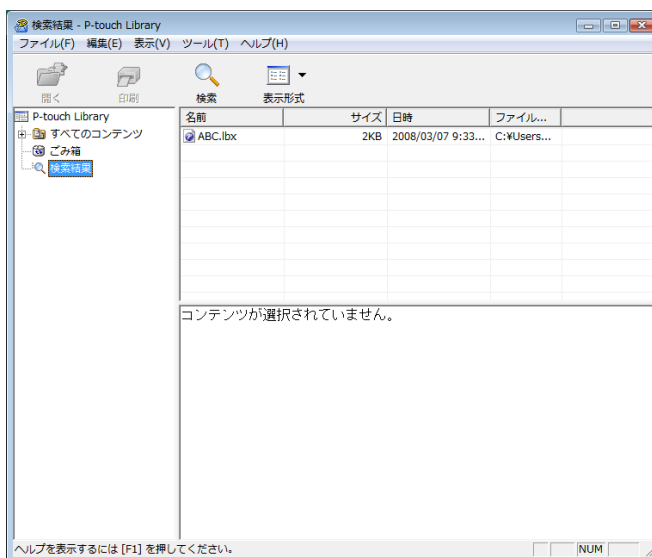 検索結果 - P-touch Library
ファイル(F) 編集(E) 表示(V) ツール(T) ヘルプ(H)
開く 印刷 検索 表示形式
P-touch Library
すべてのコンテンツ
ごみ箱
検索結果
名前 サイズ 日時 ファイル...
ABC.lbx 2KB 2008/03/07 9:33... C:¥Users...
コンテンツが選択されていません。
ヘルプを表示するには [F1] を押してください。 NUM